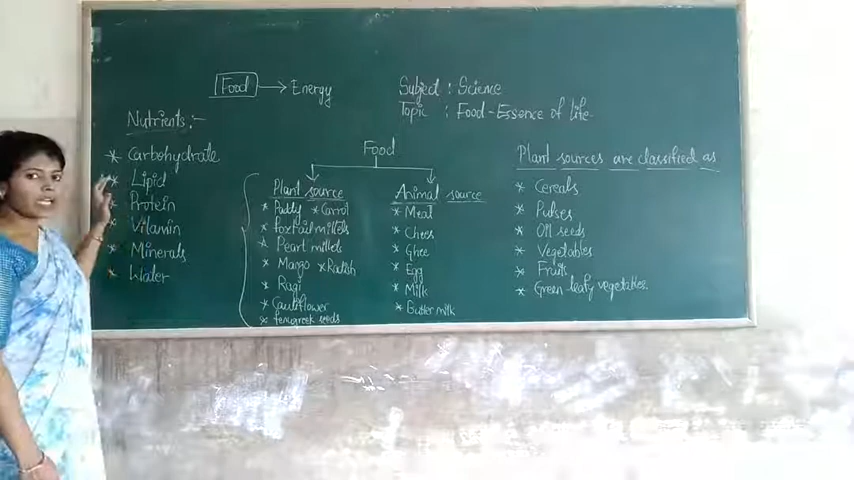 Food → Energy
Subject : Science
Topic : Food-Essence of life.
Nutrients:-
* Carbohydrate
* Lipid
* Protein
* Vitamin
* Minerals
* Water
Food
Plant source
* Paddy * Carrot
* foxtail millets
* Pearl millets
* Mango * Radish
* Ragi
* Cauliflower
* fenugreek seeds
Animal source
* Meat
* Chees
* Ghee
* Egg
* Milk
* Butter milk
Plant sources are classified as
* Cereals
* Pulses
* Oil seeds
* Vegetables
* Fruits
* Green leafy vegetables.